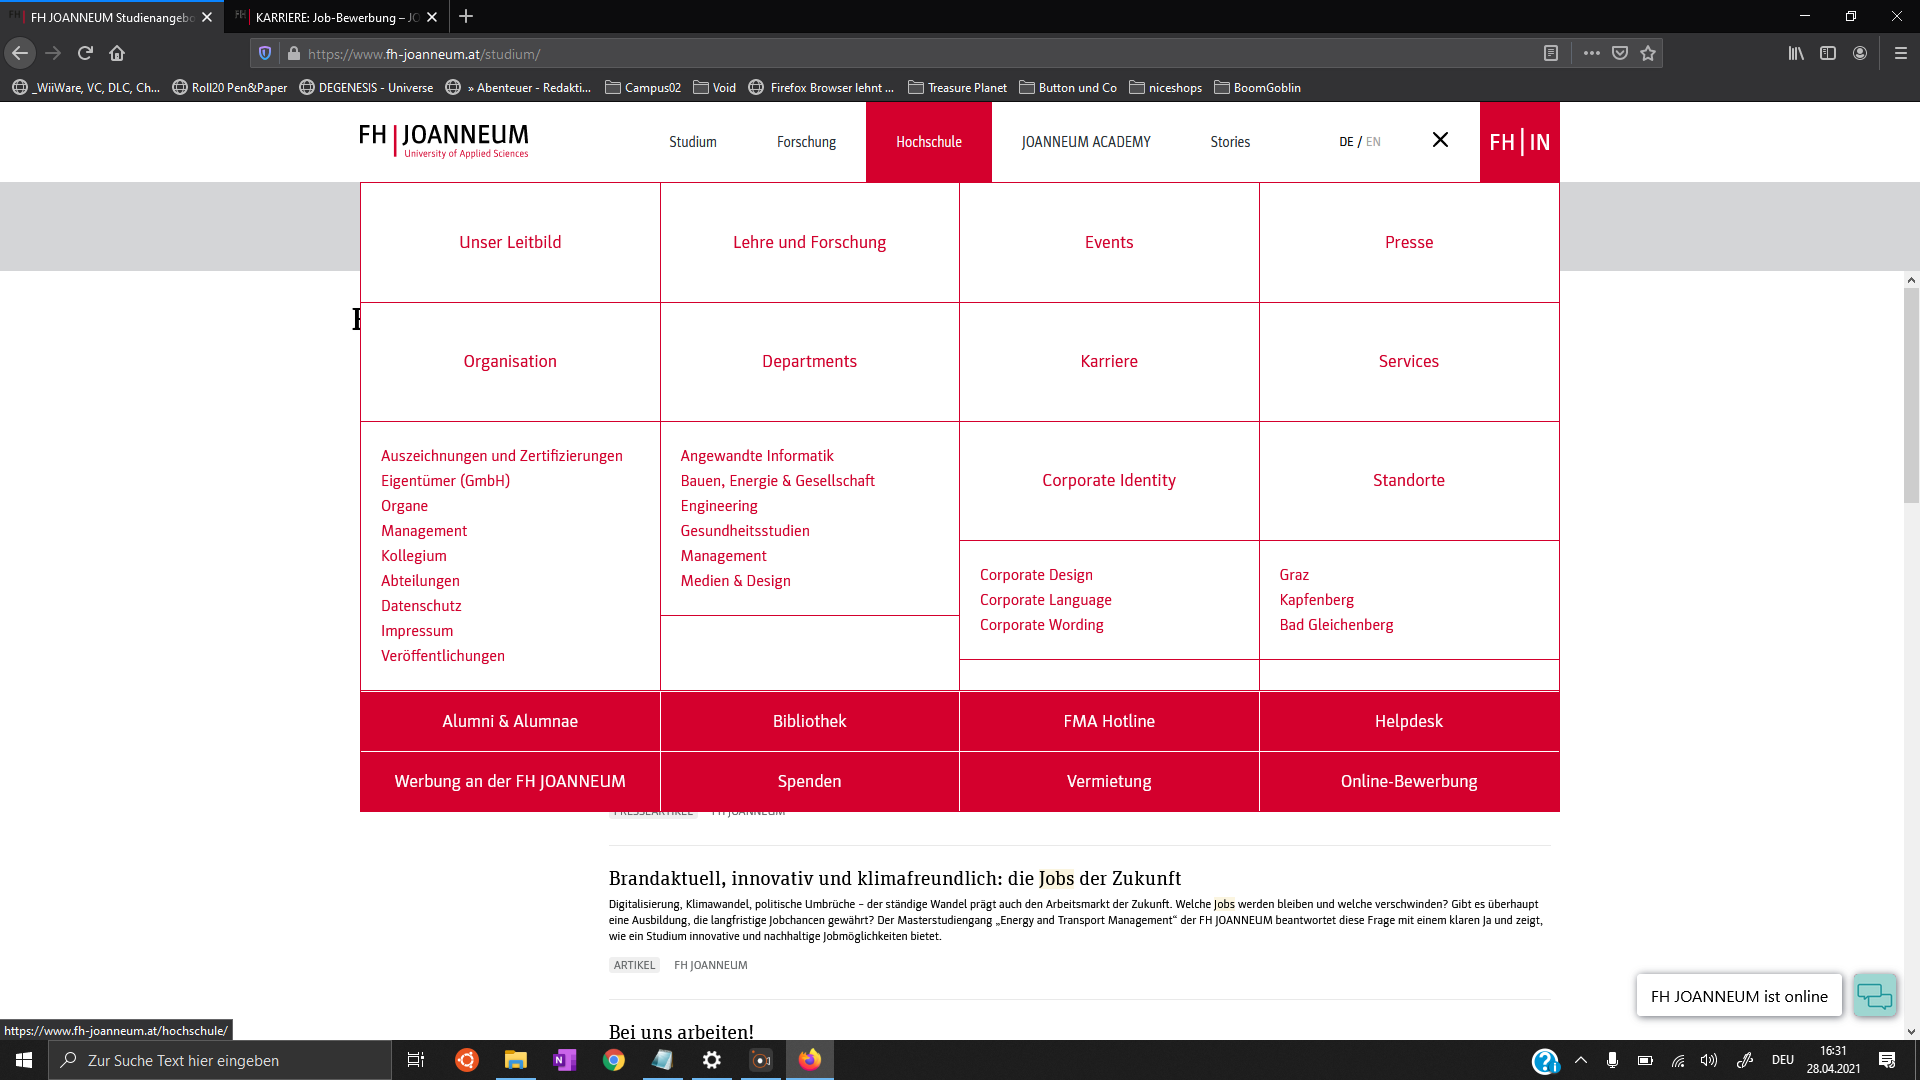 FH JOANNEUM Studienangebo
KARRIERE: Job-Bewerbung – JO
https://www.fh-joanneum.at/studium/
_WiiWare, VC, DLC, Ch...
Roll20 Pen&Paper
DEGENESIS - Universe
» Abenteuer - Redakti...
Campus02
Void
Firefox Browser lehnt ...
Treasure Planet
Button und Co
niceshops
BoomGoblin
FH JOANNEUM
University of Applied Sciences
Studium
Forschung
Hochschule
JOANNEUM ACADEMY
Stories
DE / EN
FH IN
Unser Leitbild
Lehre und Forschung
Events
Presse
Organisation
Departments
Karriere
Services
Auszeichnungen und Zertifizierungen
Eigentümer (GmbH)
Organe
Management
Kollegium
Abteilungen
Datenschutz
Impressum
Veröffentlichungen
Angewandte Informatik
Bauen, Energie & Gesellschaft
Engineering
Gesundheitsstudien
Management
Medien & Design
Corporate Identity
Corporate Design
Corporate Language
Corporate Wording
Standorte
Graz
Kapfenberg
Bad Gleichenberg
Alumni & Alumnae
Bibliothek
FMA Hotline
Helpdesk
Werbung an der FH JOANNEUM
Spenden
Vermietung
Online-Bewerbung
PRESSEARTIKEL FH JOANNEUM
Brandaktuell, innovativ und klimafreundlich: die Jobs der Zukunft
Digitalisierung, Klimawandel, politische Umbrüche – der ständige Wandel prägt auch den Arbeitsmarkt der Zukunft. Welche Jobs werden bleiben und welche verschwinden? Gibt es überhaupt
eine Ausbildung, die langfristige Jobchancen gewährt? Der Masterstudiengang „Energy and Transport Management“ der FH JOANNEUM beantwortet diese Frage mit einem klaren Ja und zeigt,
wie ein Studium innovative und nachhaltige Jobmöglichkeiten bietet.
ARTIKEL FH JOANNEUM
Bei uns arbeiten!
FH JOANNEUM ist online
https://www.fh-joanneum.at/hochschule/
Zur Suche Text hier eingeben
DEU
16:31
28.04.2021